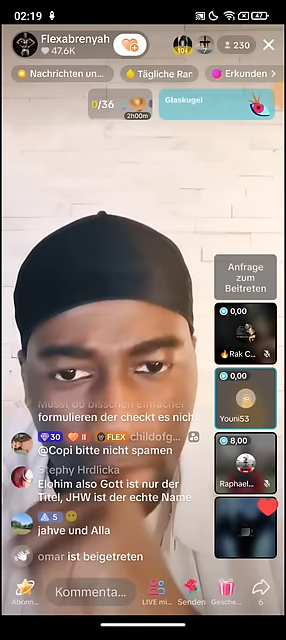 02:19
47
Flexabrenyah
47.6K
230
Nachrichten un...
Tägliche Ran
Erkunden >
0/36
2h00m
Glaskugel
Anfrage
zum
Beitreten
0,00
Rak C...
0,00
Youni53
8,00
Raphael...
Musst du bisschen einfacher
formulieren der checkt es nicht
30 II FLEX childofg...
@Copi bitte nicht spamen
Stephy Hrdlicka
Elohim also Gott ist nur der
Titel, JHW ist der echte Name
5
jahve und Alla
omar ist beigetreten
Abonn...
Kommenta...
LIVE mi...
Senden
Gesche...
6